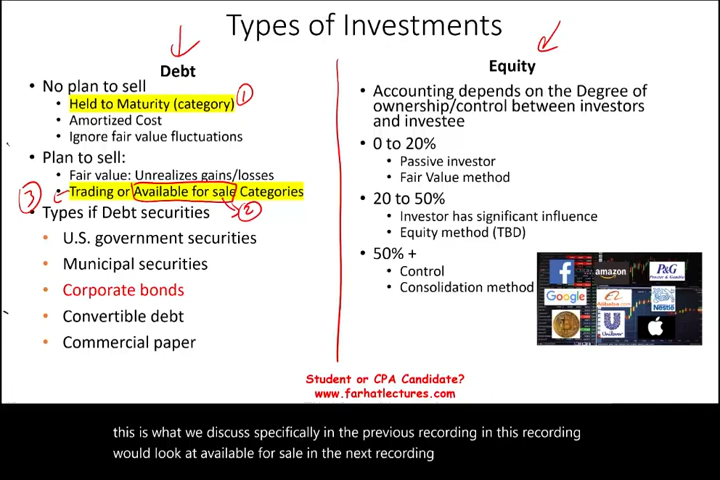 Types of Investments
Debt
• No plan to sell
• Held to Maturity (category) 1
• Amortized Cost
• Ignore fair value fluctuations
• Plan to sell:
• Fair value: Unrealizes gains/losses
3 • Trading or Available for sale Categories
2
• Types if Debt securities
• U.S. government securities
• Municipal securities
• Corporate bonds
• Convertible debt
• Commercial paper
Equity
• Accounting depends on the Degree of
ownership/control between investors
and investee
• 0 to 20%
• Passive investor
• Fair Value method
• 20 to 50%
• Investor has significant influence
• Equity method (TBD)
• 50% +
• Control
• Consolidation method
f
amazon
P&G
Google
Alibaba.com
Nestle
Unilever
Student or CPA Candidate?
www.farhatlectures.com
this is what we discuss specifically in the previous recording in this recording
would look at available for sale in the next recording